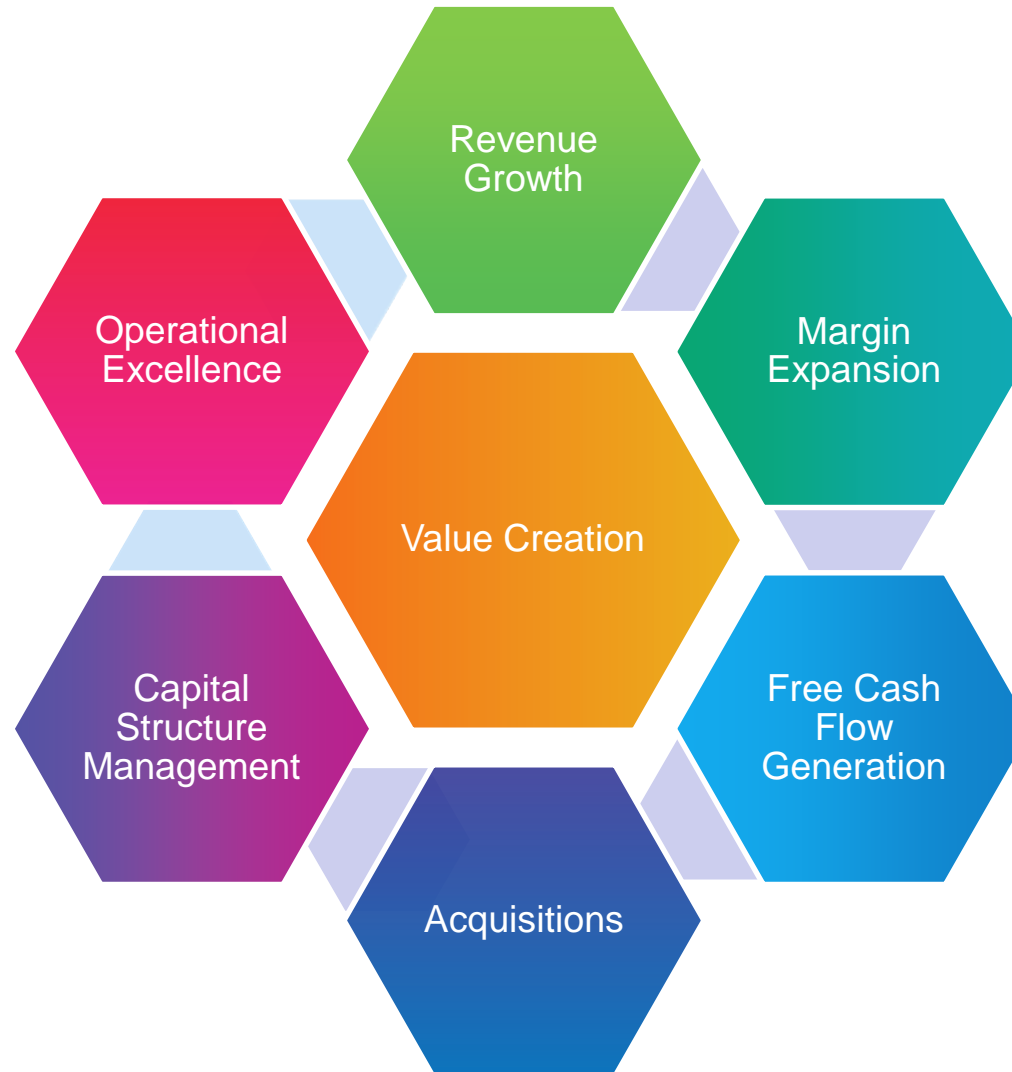 Revenue
Growth
Operational
Excellence
Margin
Expansion
Value Creation
Capital
Structure
Management
Free Cash
Flow
Generation
Acquisitions